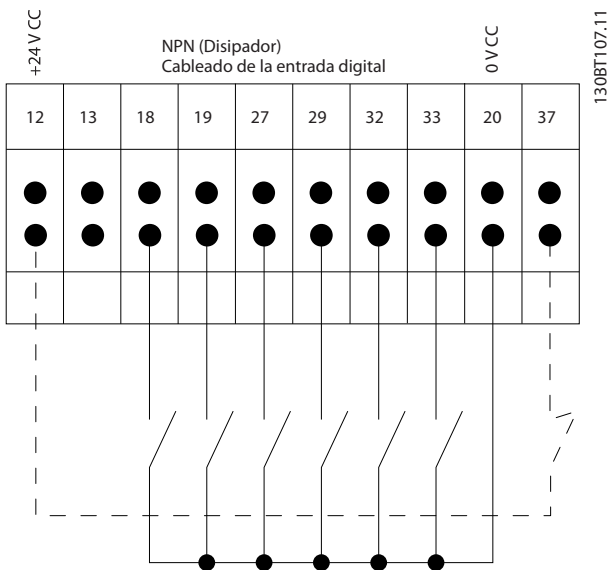 +24 V CC
NPN (Disipador)
Cableado de la entrada digital
0 V CC
130BT107.11
12 13 18 19 27 29 32 33 20 37